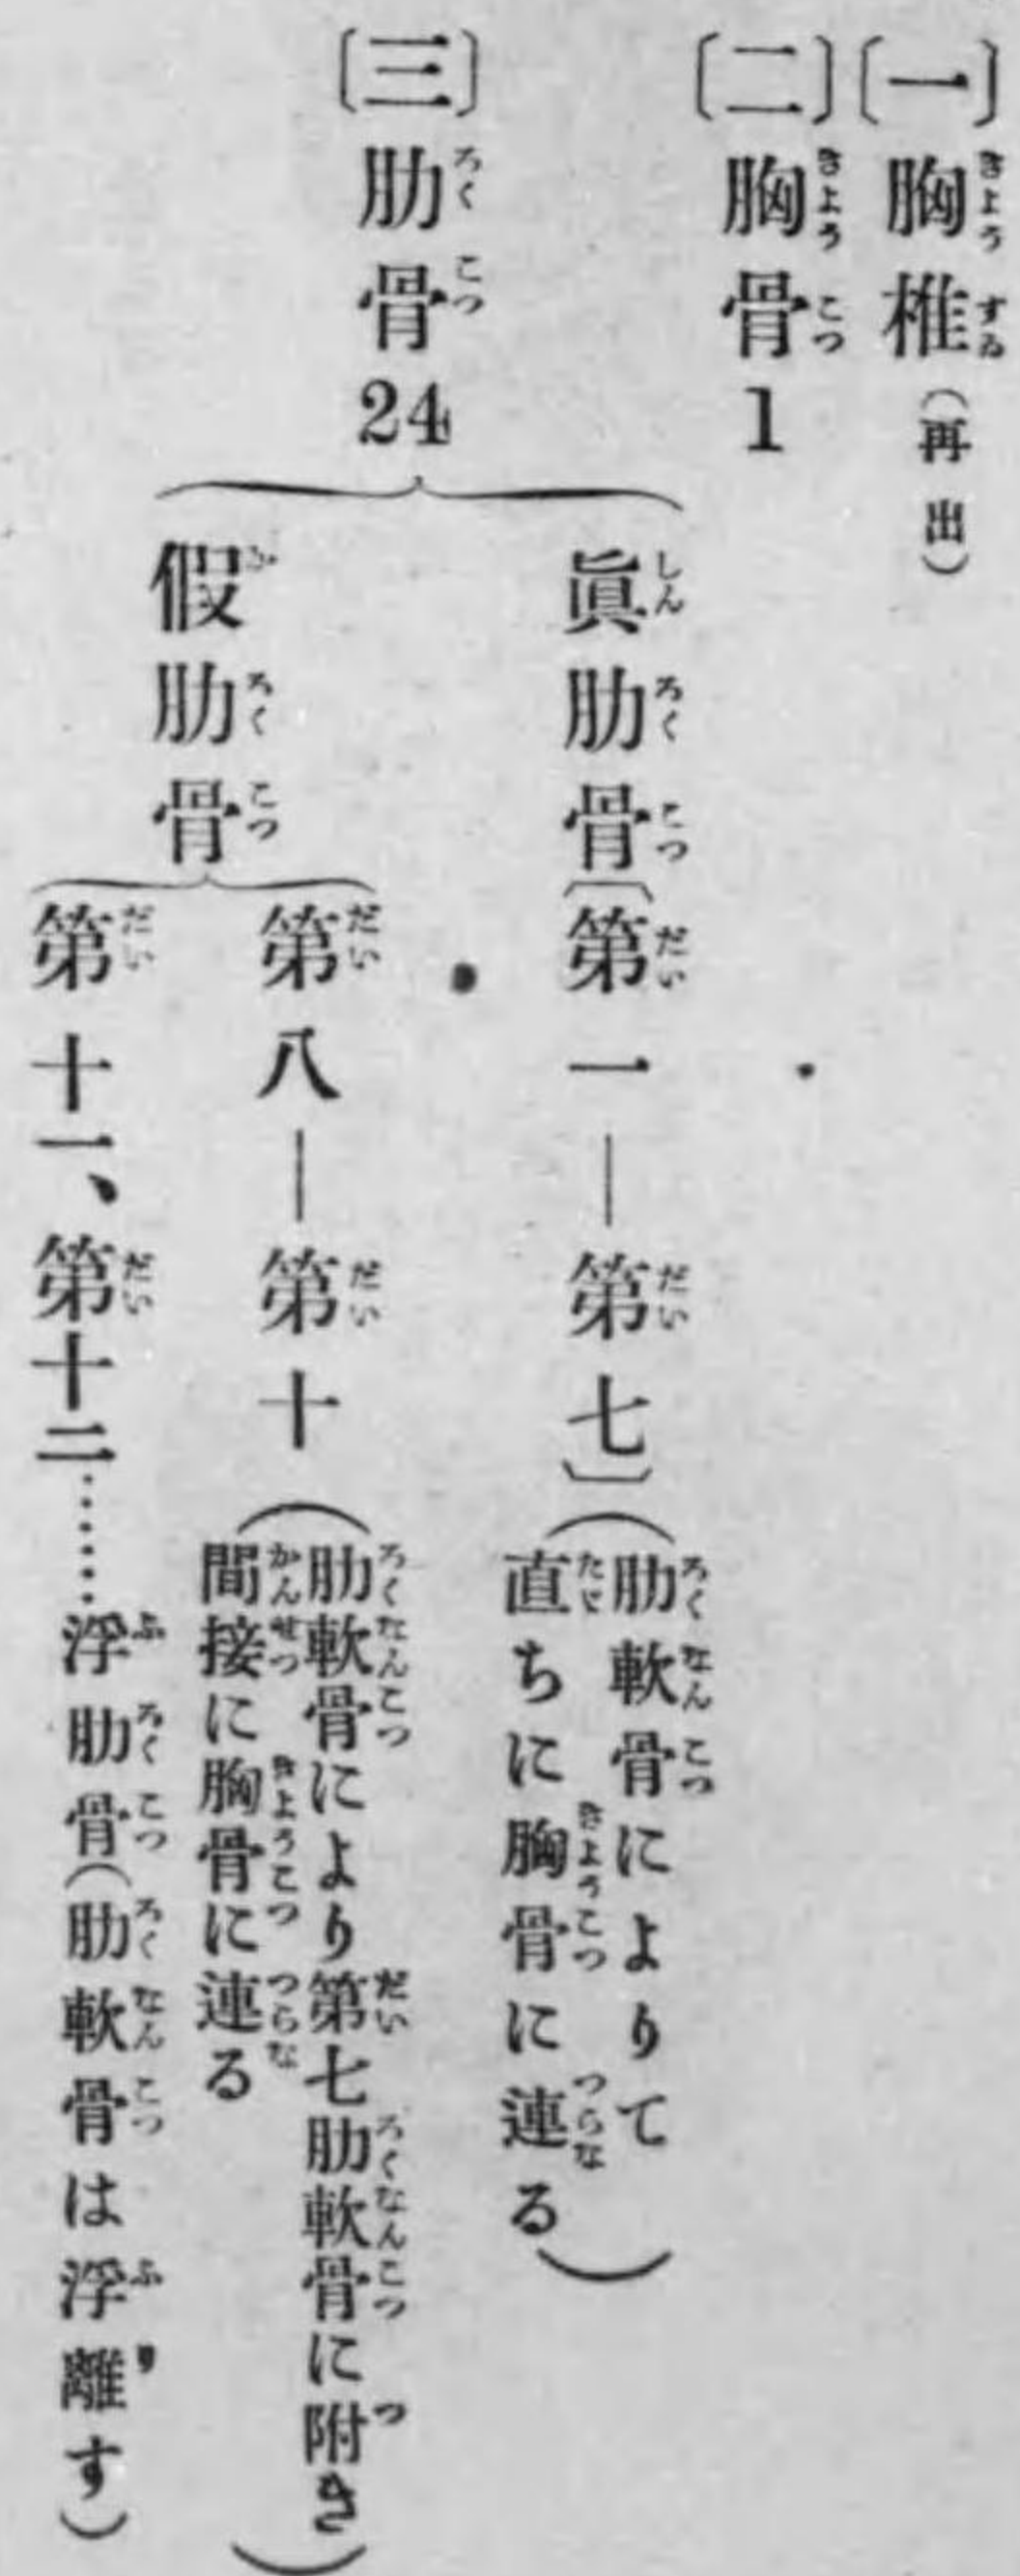 〔一〕胸椎(再出)
〔二〕胸骨1
〔三〕肋骨24
眞肋骨〔第一―第七〕(肋軟骨によりて
直ちに胸骨に連る)
假肋骨
第八―第十(肋軟骨により第七肋軟骨に附き
間接に胸骨に連る)
第十一、第十二……浮肋骨(肋軟骨は浮離す)